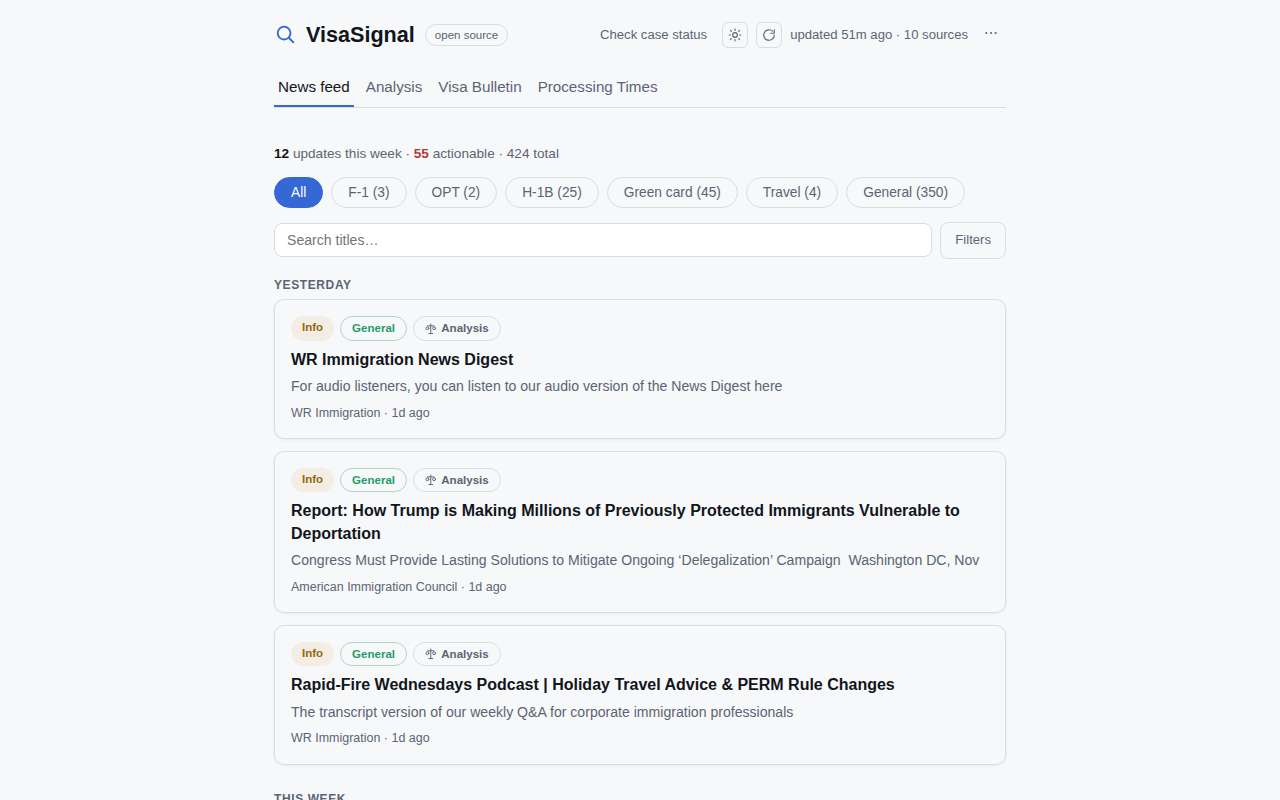 VisaSignal
open source
Check case status
updated 51m ago · 10 sources
...
News feed
Analysis
Visa Bulletin
Processing Times
12 updates this week · 55 actionable · 424 total
All
F-1 (3)
OPT (2)
H-1B (25)
Green card (45)
Travel (4)
General (350)
Search titles…
Filters
YESTERDAY
Info
General
Analysis
WR Immigration News Digest
For audio listeners, you can listen to our audio version of the News Digest here
WR Immigration · 1d ago
Info
General
Analysis
Report: How Trump is Making Millions of Previously Protected Immigrants Vulnerable to
Deportation
Congress Must Provide Lasting Solutions to Mitigate Ongoing ‘Delegalization’ Campaign  Washington DC, Nov
American Immigration Council · 1d ago
Info
General
Analysis
Rapid-Fire Wednesdays Podcast | Holiday Travel Advice & PERM Rule Changes
The transcript version of our weekly Q&A for corporate immigration professionals
WR Immigration · 1d ago
THIS WEEK